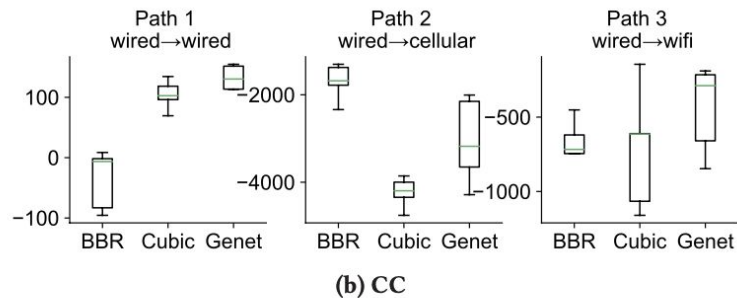 Path 1
wired→wired
Path 2
wired→cellular
Path 3
wired→wifi
100
0
−100
BBR Cubic Genet
−2000
−4000
BBR Cubic Genet
−500
−1000
BBR Cubic Genet
(b) CC